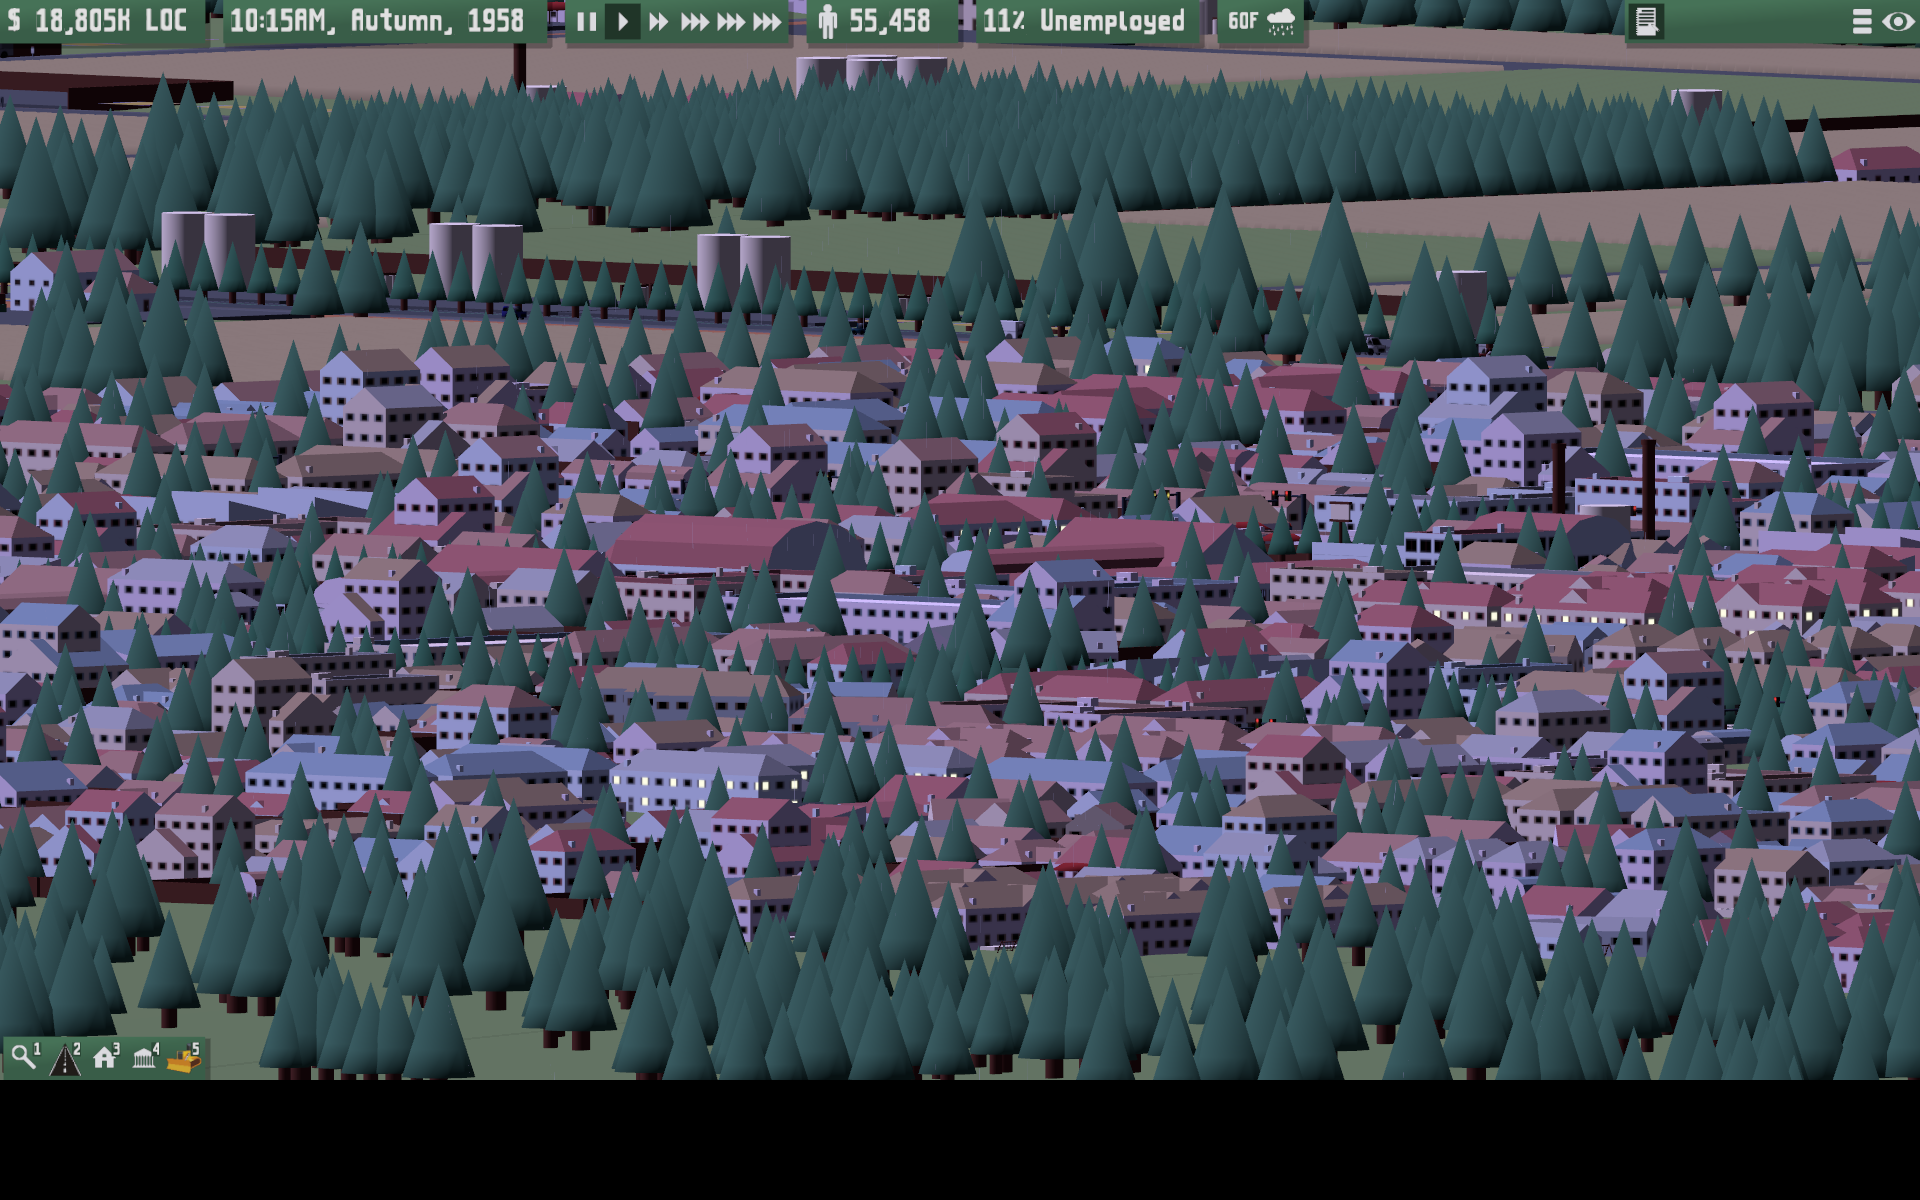 $ 18,805K LOC
10:15AM, Autumn, 1958
55,458
11% Unemployed
60F
1 2 3 4 5